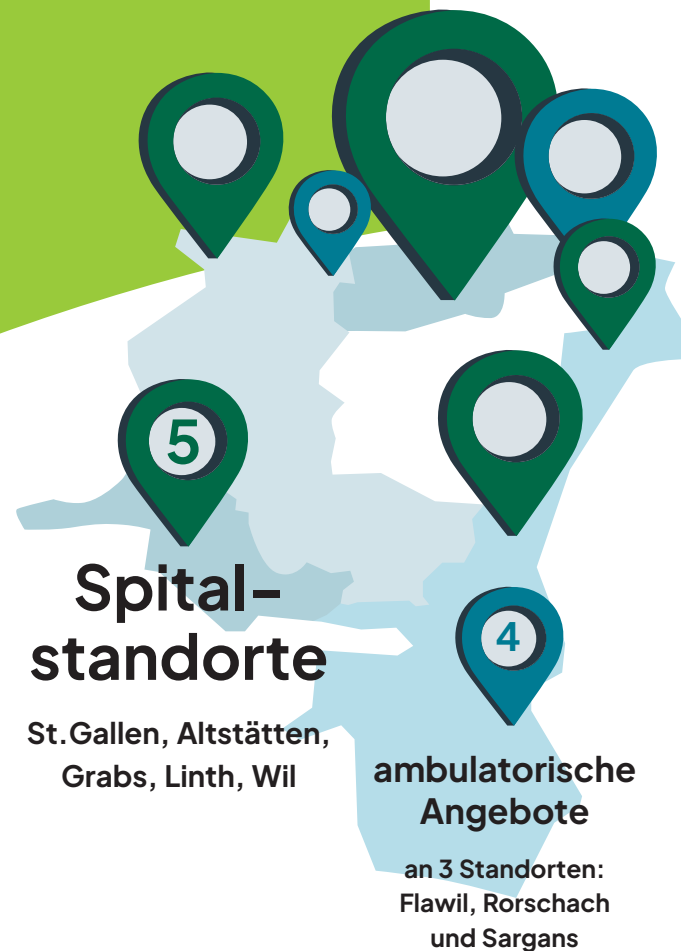 5
Spital-
standorte
St.Gallen, Altstätten,
Grabs, Linth, Wil
4
ambulatorische
Angebote
an 3 Standorten:
Flawil, Rorschach
und Sargans